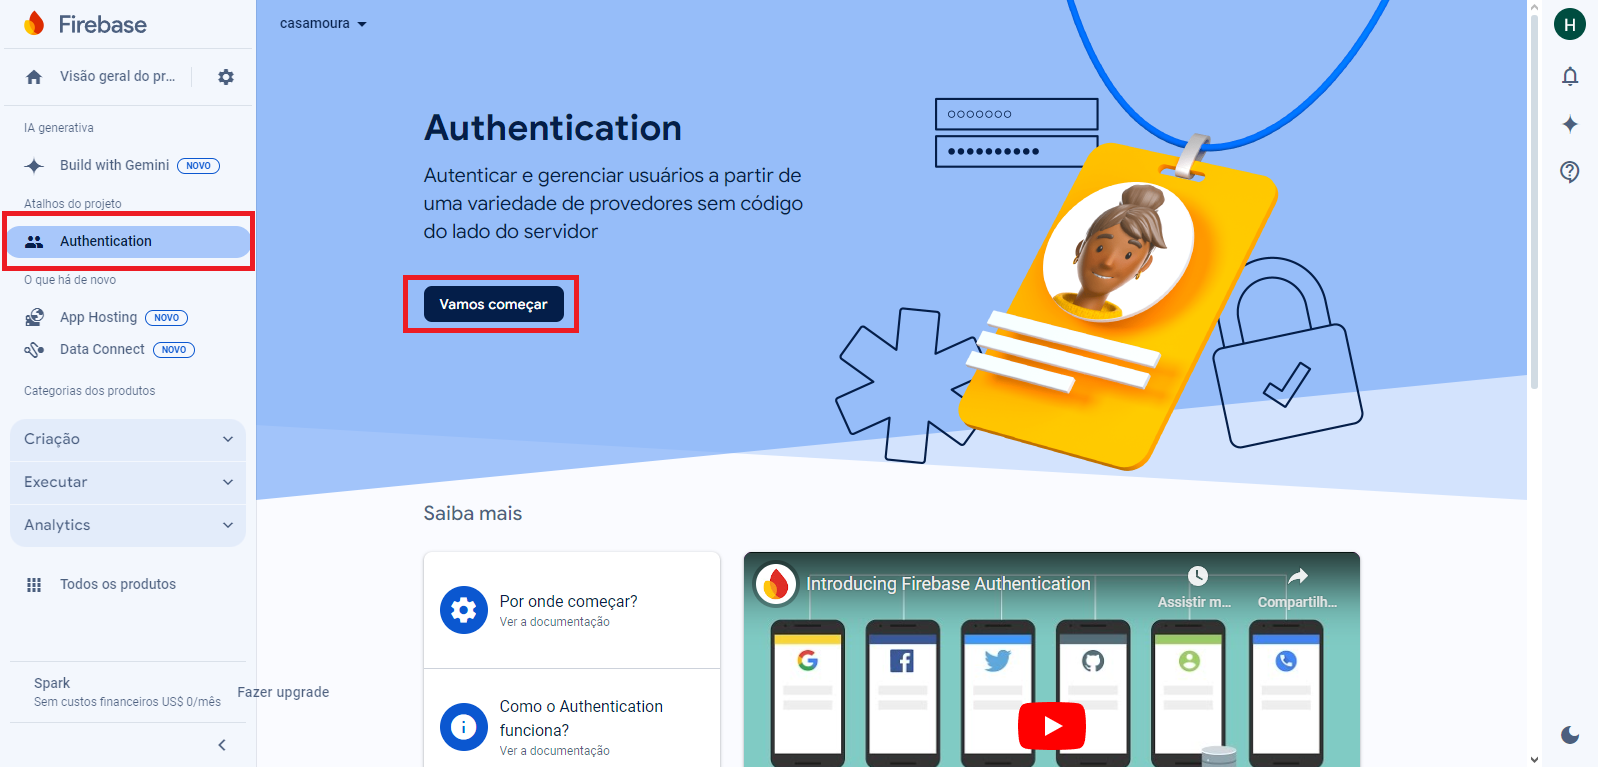 Firebase
casamoura
H
Visão geral do pr...
IA generativa
Build with Gemini NOVO
Atalhos do projeto
Authentication
O que há de novo
App Hosting NOVO
Data Connect NOVO
Categorias dos produtos
Criação
Executar
Analytics
Todos os produtos
Spark
Sem custos financeiros US$ 0/mês
Fazer upgrade
Authentication
Autenticar e gerenciar usuários a partir de
uma variedade de provedores sem código
do lado do servidor
Vamos começar
Saiba mais
Por onde começar?
Ver a documentação
Como o Authentication
funciona?
Ver a documentação
Introducing Firebase Authentication
Assistir m...
Compartilh...